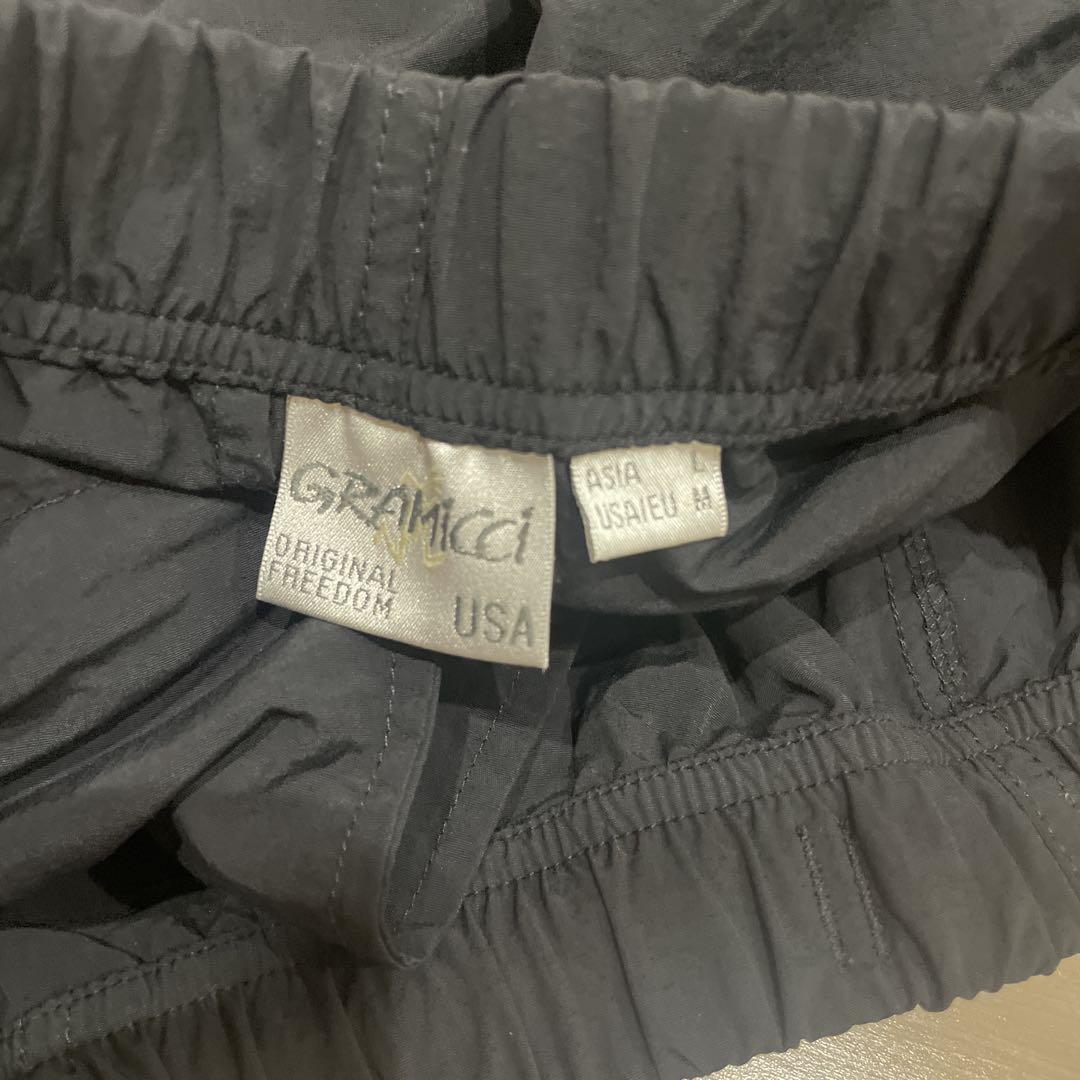 GRAMiCCi
ORIGINAL
FREEDOM
USA
ASIA L
USA/EU M